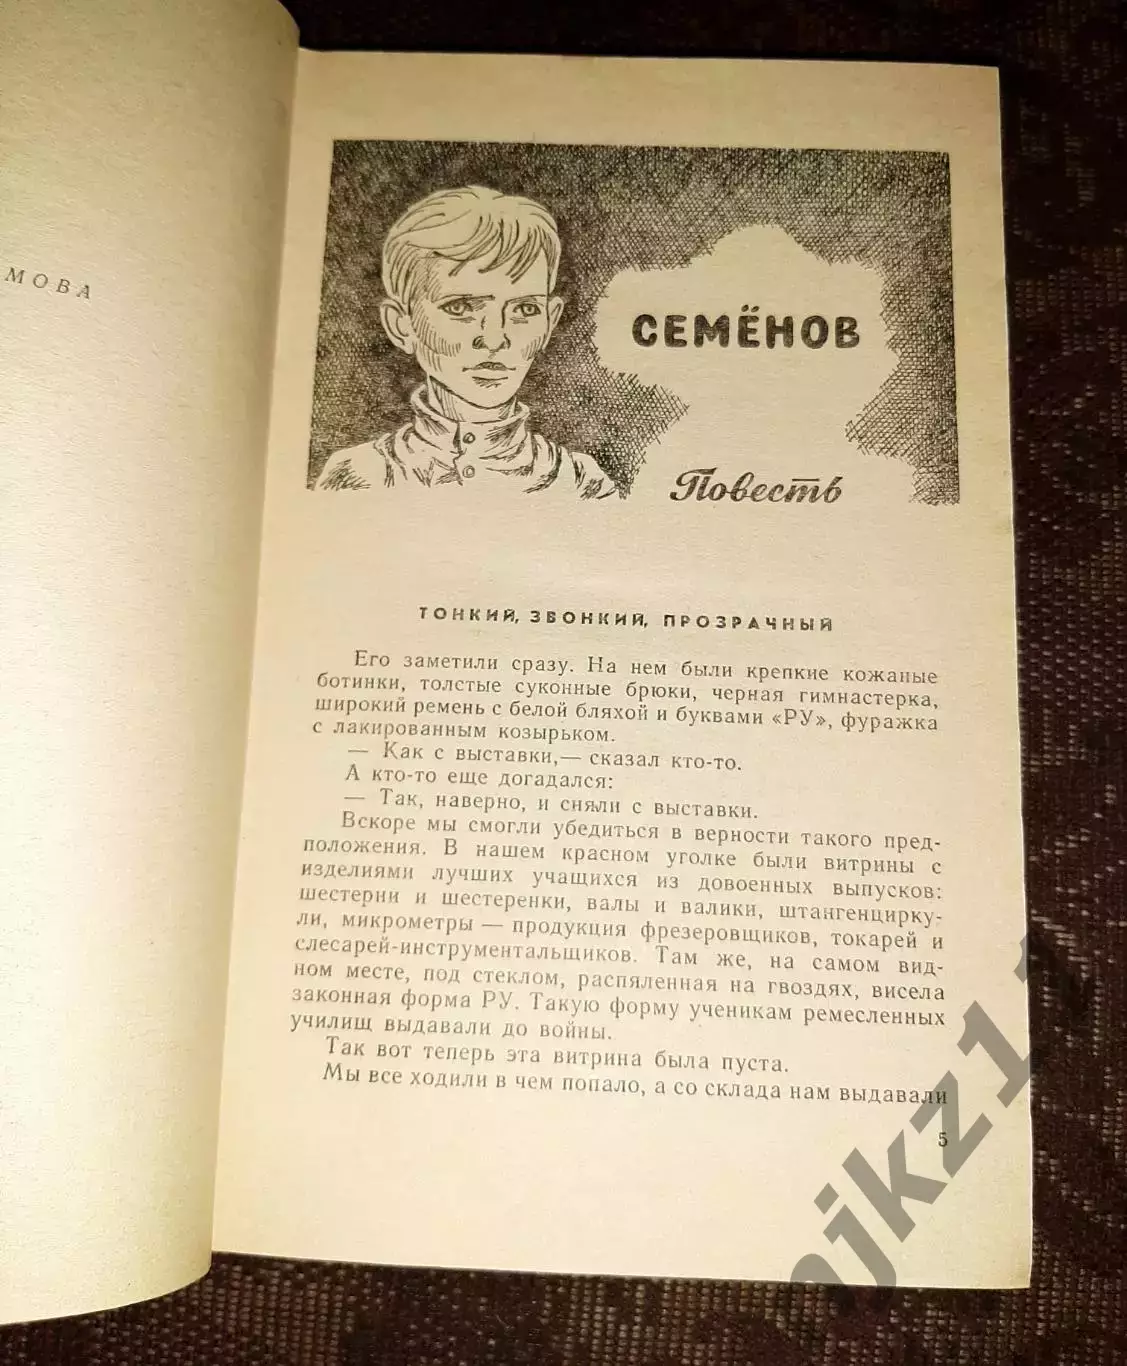 МОВА
СЕМЁНОВ
Повесть
ТОНКИЙ, ЗВОНКИЙ, ПРОЗРАЧНЫЙ
Его заметили сразу. На нем были крепкие кожаные
ботинки, толстые суконные брюки, черная гимнастерка,
широкий ремень с белой бляхой и буквами «РУ», фуражка
с лакированным козырьком.
— Как с выставки,— сказал кто-то.
А кто-то еще догадался:
— Так, наверно, и сняли с выставки.
Вскоре мы смогли убедиться в верности такого пред-
положения. В нашем красном уголке были витрины с
изделиями лучших учащихся из довоенных выпусков:
шестерни и шестеренки, валы и валики, штангенцирку-
ли, микрометры — продукция фрезеровщиков, токарей и
слесарей-инструментальщиков. Там же, на самом вид-
ном месте, под стеклом, распяленная на гвоздях, висела
законная форма РУ. Такую форму ученикам ремесленных
училищ выдавали до войны.
Так вот теперь эта витрина была пуста.
Мы все ходили в чем попало, а со склада нам выдавали
5